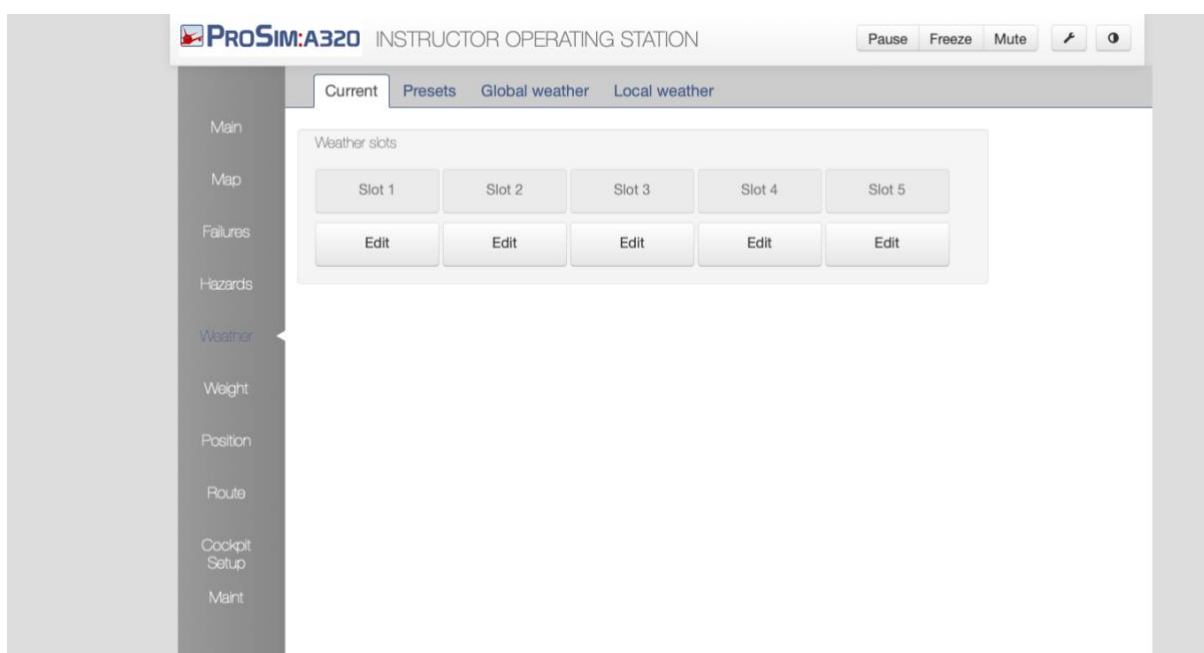 PROSIM:A320 INSTRUCTOR OPERATING STATION Pause Freeze Mute
Current Presets Global weather Local weather
Main
Map
Failures
Hazards
Weather
Weight
Position
Route
Cockpit
Setup
Maint
Weather slots
Slot 1 Slot 2 Slot 3 Slot 4 Slot 5
Edit Edit Edit Edit Edit